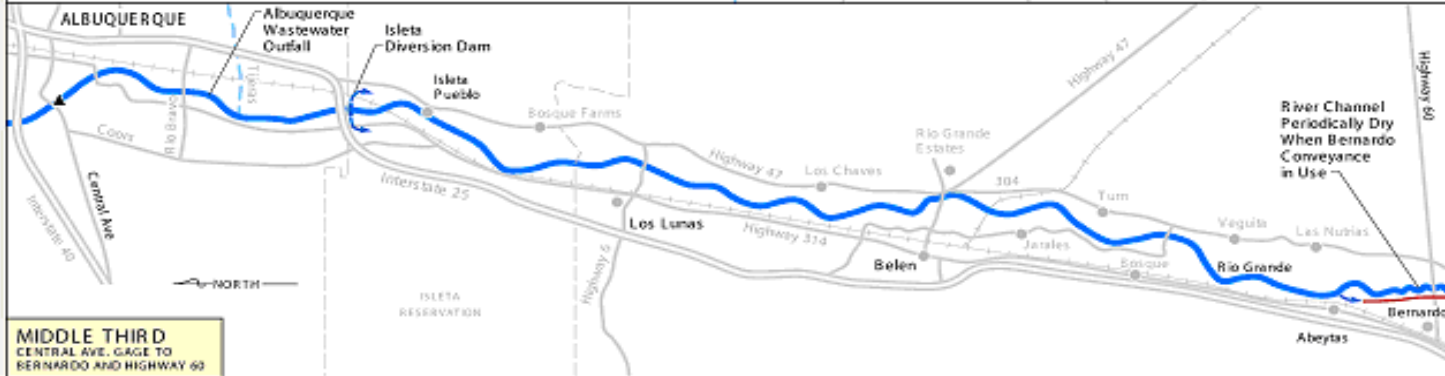 ALBUQUERQUE
Albuquerque
Wastewater
Outfall
Isleta
Diversion Dam
Isleta
Pueblo
Tijeras
Rio Bravo
Coors
Central Ave
Interstate 40
NORTH
Interstate 25
Bosque Farms
Highway 47
Los Chaves
Rio Grande
Estates
Highway 47
304
Turn
Veguita
Las Nutrias
River Channel
Periodically Dry
When Bernardo
Conveyance
in Use
Highway 60
Los Lunas
Highway 314
Highway 6
Belen
Jarales
Bosque
Rio Grande
Abeytas
Bernardo
ISLETA
RESERVATION
MIDDLE THIRD
CENTRAL AVE. GAGE TO
BERNARDO AND HIGHWAY 60